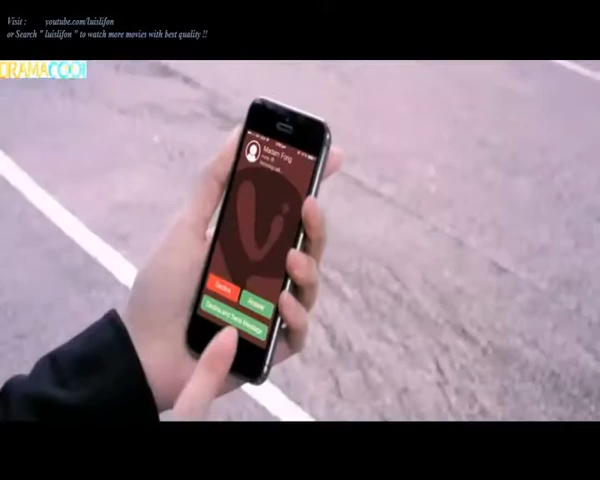 Visit : youtube.com/luislifon
or Search " luislifon " to watch more movies with best quality !!
DRAMACOOL
Madam Fong
Decline
Answer
Decline and Send Message